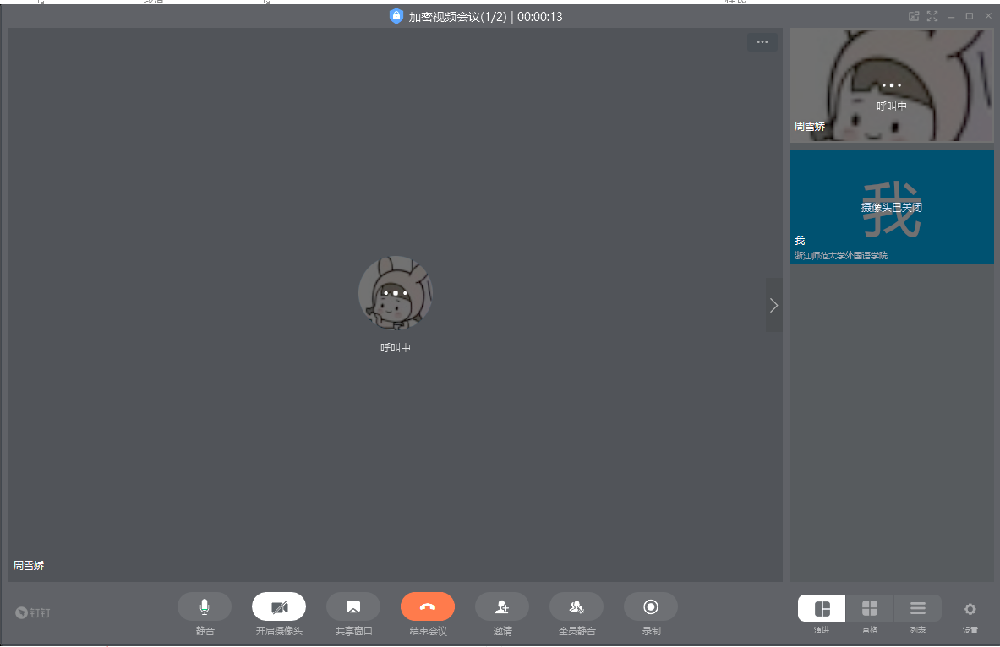 加密视频会议(1/2) | 00:00:13
呼叫中
周雪娇
我
摄像头已关闭
我
浙江师范大学外国语学院
呼叫中
周雪娇
钉钉
静音
开启摄像头
共享窗口
结束会议
邀请
全员静音
录制
演讲
宫格
列表
设置